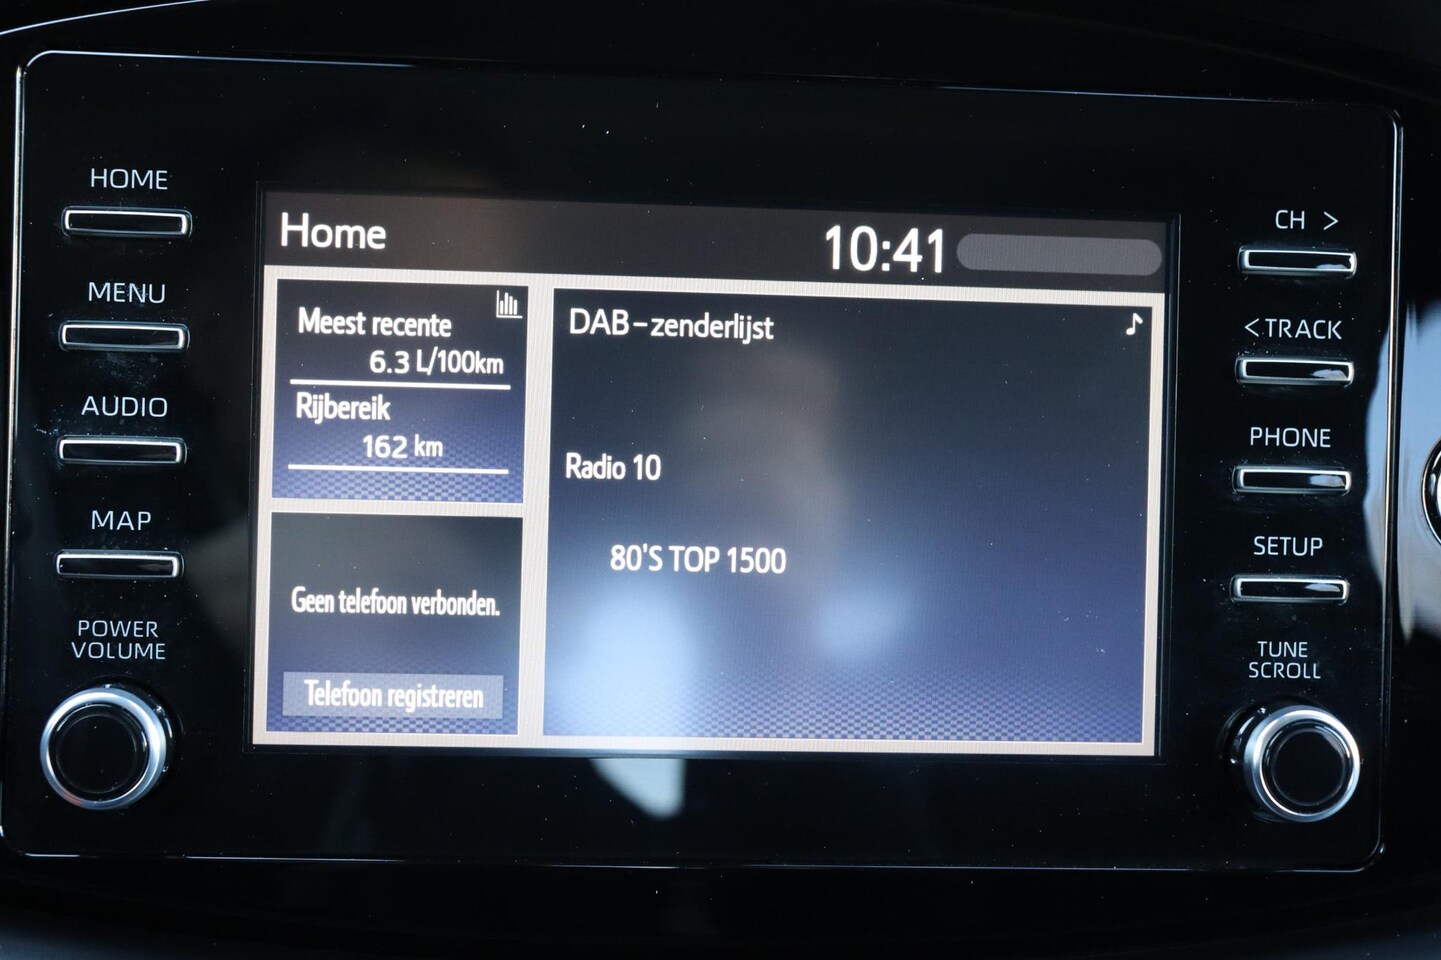 HOME
MENU
AUDIO
MAP
POWER
VOLUME
Home
10:41
Meest recente
6.3 L/100km
Rijbereik
162 km
Geen telefoon verbonden.
Telefoon registreren
DAB-zenderlijst
Radio 10
80'S TOP 1500
CH >
<TRACK
PHONE
SETUP
TUNE
SCROLL